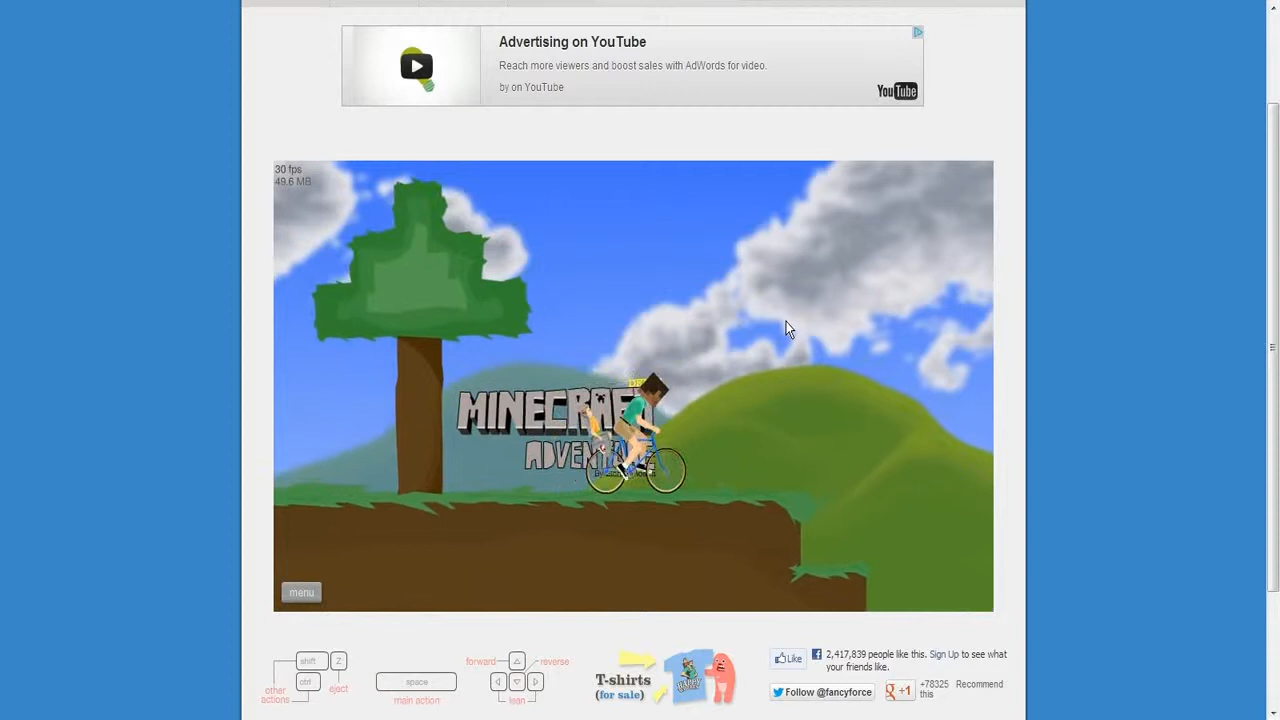 Advertising on YouTube
Reach more viewers and boost sales with AdWords for video.
by on YouTube
YouTube
30 fps
49.6 MB
MINECRAFT
ADVENTURE
menu
shift
Z
ctrl
other
actions
eject
space
main action
forward
reverse
lean
T-shirts
(for sale)
Like
2,417,839 people like this. Sign Up to see what
your friends like.
Follow @fancyforce
+1
+78325 Recommend
this